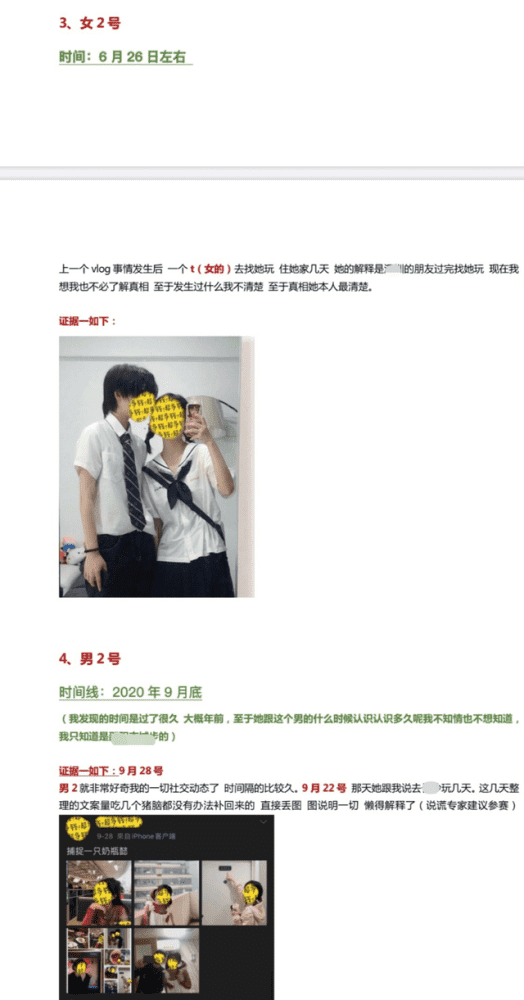 3、女2号
时间：6月26日左右
上一个 vlog 事情发生后 一个 t（女的）去找她玩 住她家几天 她的解释是的朋友过完找她玩 现在我
想我也不必了解真相 至于发生过什么我不清楚 至于真相她本人最清楚。
证据一如下：
4、男2号
时间线：2020 年 9 月底
（我发现的时间是过了很久 大概年前，至于她跟这个男的什么时候认识认识多久呢我不知情也不想知道，
我只知道是的）
证据一如下：9 月 28 号
男 2 就非常好奇我的一切社交动态了 时间隔的比较久。9 月 22 号 那天她跟我说去玩几天。这几天整
理的文案量吃几个猪脑都没有办法补回来的 直接丢图 图说明一切 懒得解释了（说谎专家建议参赛）
9-28 来自iPhone客户端
捕捉一只奶瓶懿